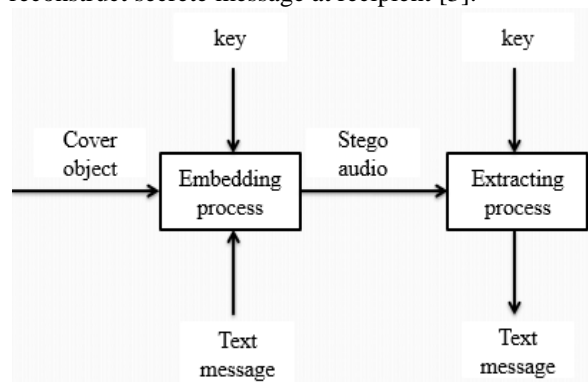 reconstruct secrete message at recipient [3].
key
key
Cover
object
Stego
audio
Embedding
process
Extracting
process
Text
message
Text
message